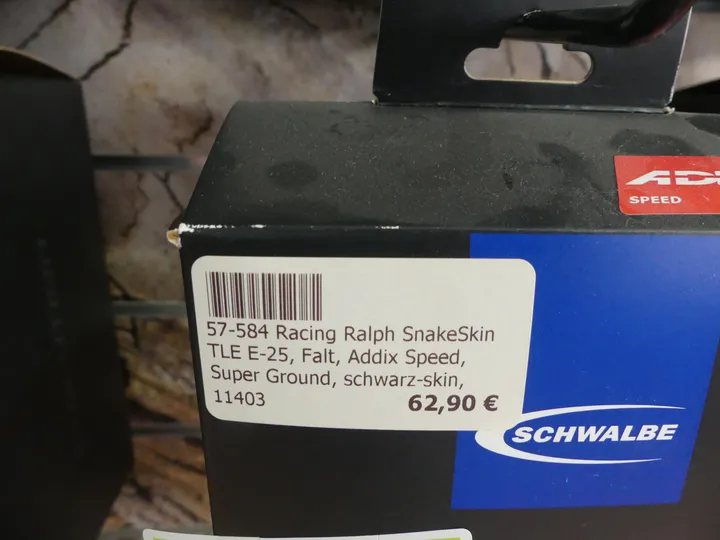 SPEED
57-584 Racing Ralph SnakeSkin
TLE E-25, Falt, Addix Speed,
Super Ground, schwarz-skin,
11403
62,90 €
SCHWALBE